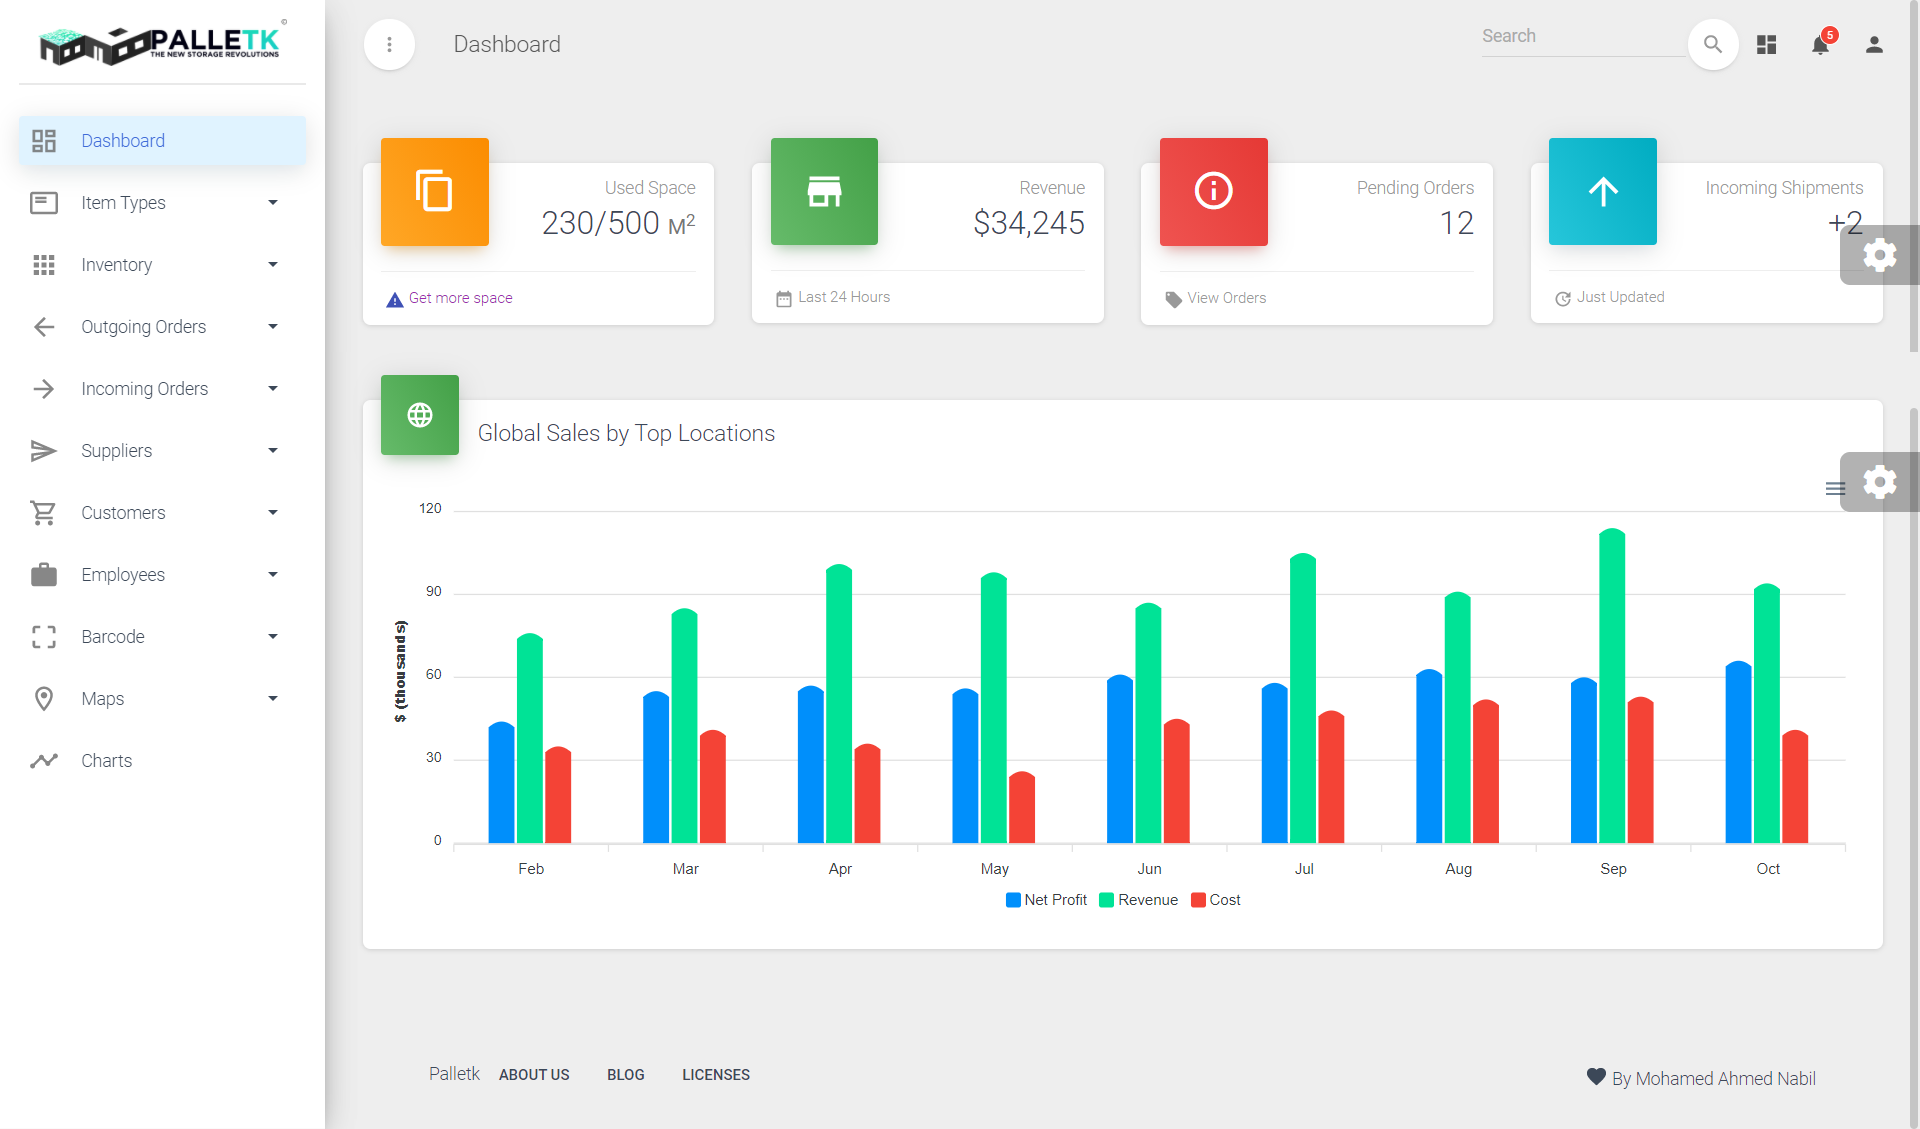 PALLETK
©
THE NEW STORAGE REVOLUTIONS
Dashboard
Item Types
Inventory
Outgoing Orders
Incoming Orders
Suppliers
Customers
Employees
Barcode
Maps
Charts
Dashboard
Search
5
Used Space
230/500 M2
Get more space
Revenue
$34,245
Last 24 Hours
Pending Orders
12
View Orders
Incoming Shipments
+2
Just Updated
Global Sales by Top Locations
$ (thousands)
120
90
60
30
0
Feb Mar Apr May Jun Jul Aug Sep Oct
Net Profit Revenue Cost
Palletk ABOUT US BLOG LICENSES
By Mohamed Ahmed Nabil